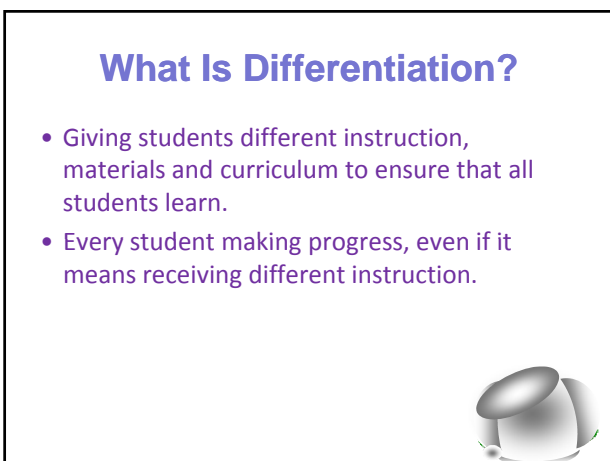 What Is Differentiation?
• Giving students different instruction,
materials and curriculum to ensure that all
students learn.
• Every student making progress, even if it
means receiving different instruction.